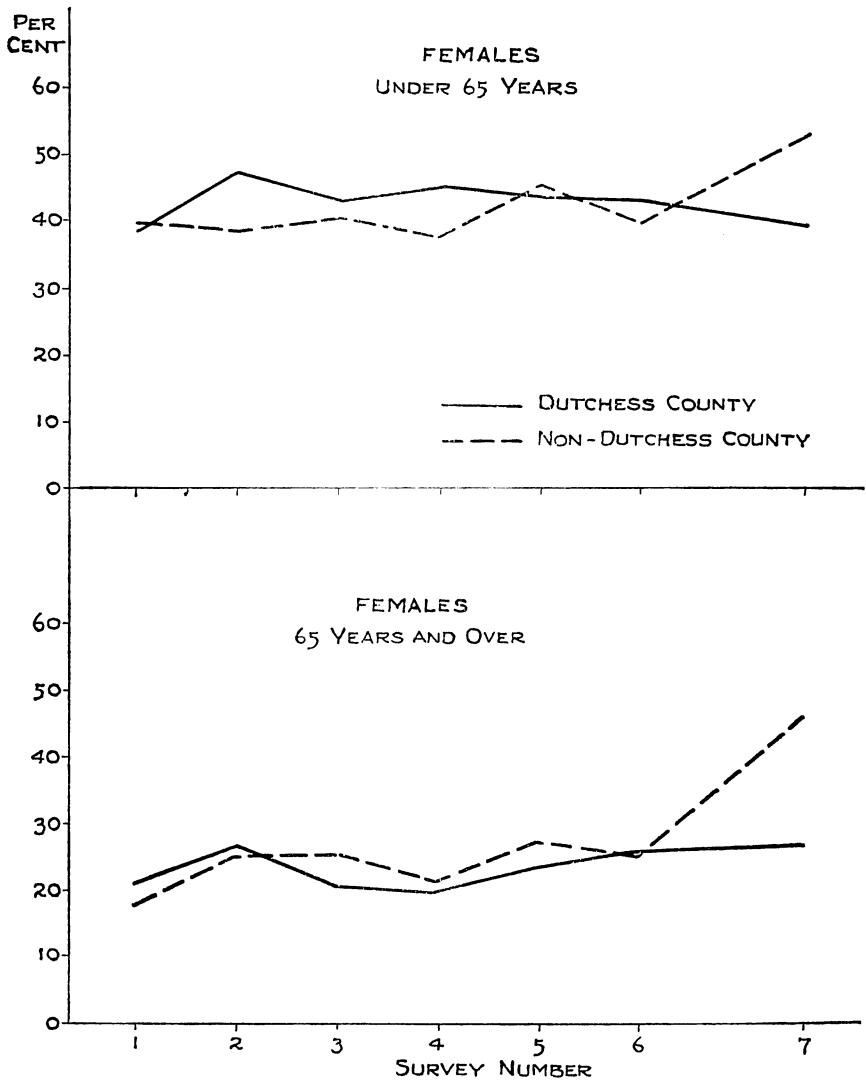 PER
CENT
FEMALES
UNDER 65 YEARS
60
50
40
30
20
10
0
DUTCHESS COUNTY
NON-DUTCHESS COUNTY
FEMALES
65 YEARS AND OVER
60
50
40
30
20
10
0
1 2 3 4 5 6 7
SURVEY NUMBER